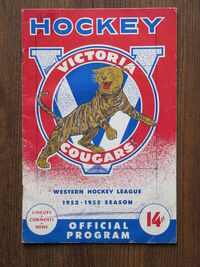 HOCKEY
VICTORIA
COUGARS
WESTERN HOCKEY LEAGUE
1952-1953 SEASON
LINEUPS
COMMENTS
NEWS
14¢
OFFICIAL
PROGRAM